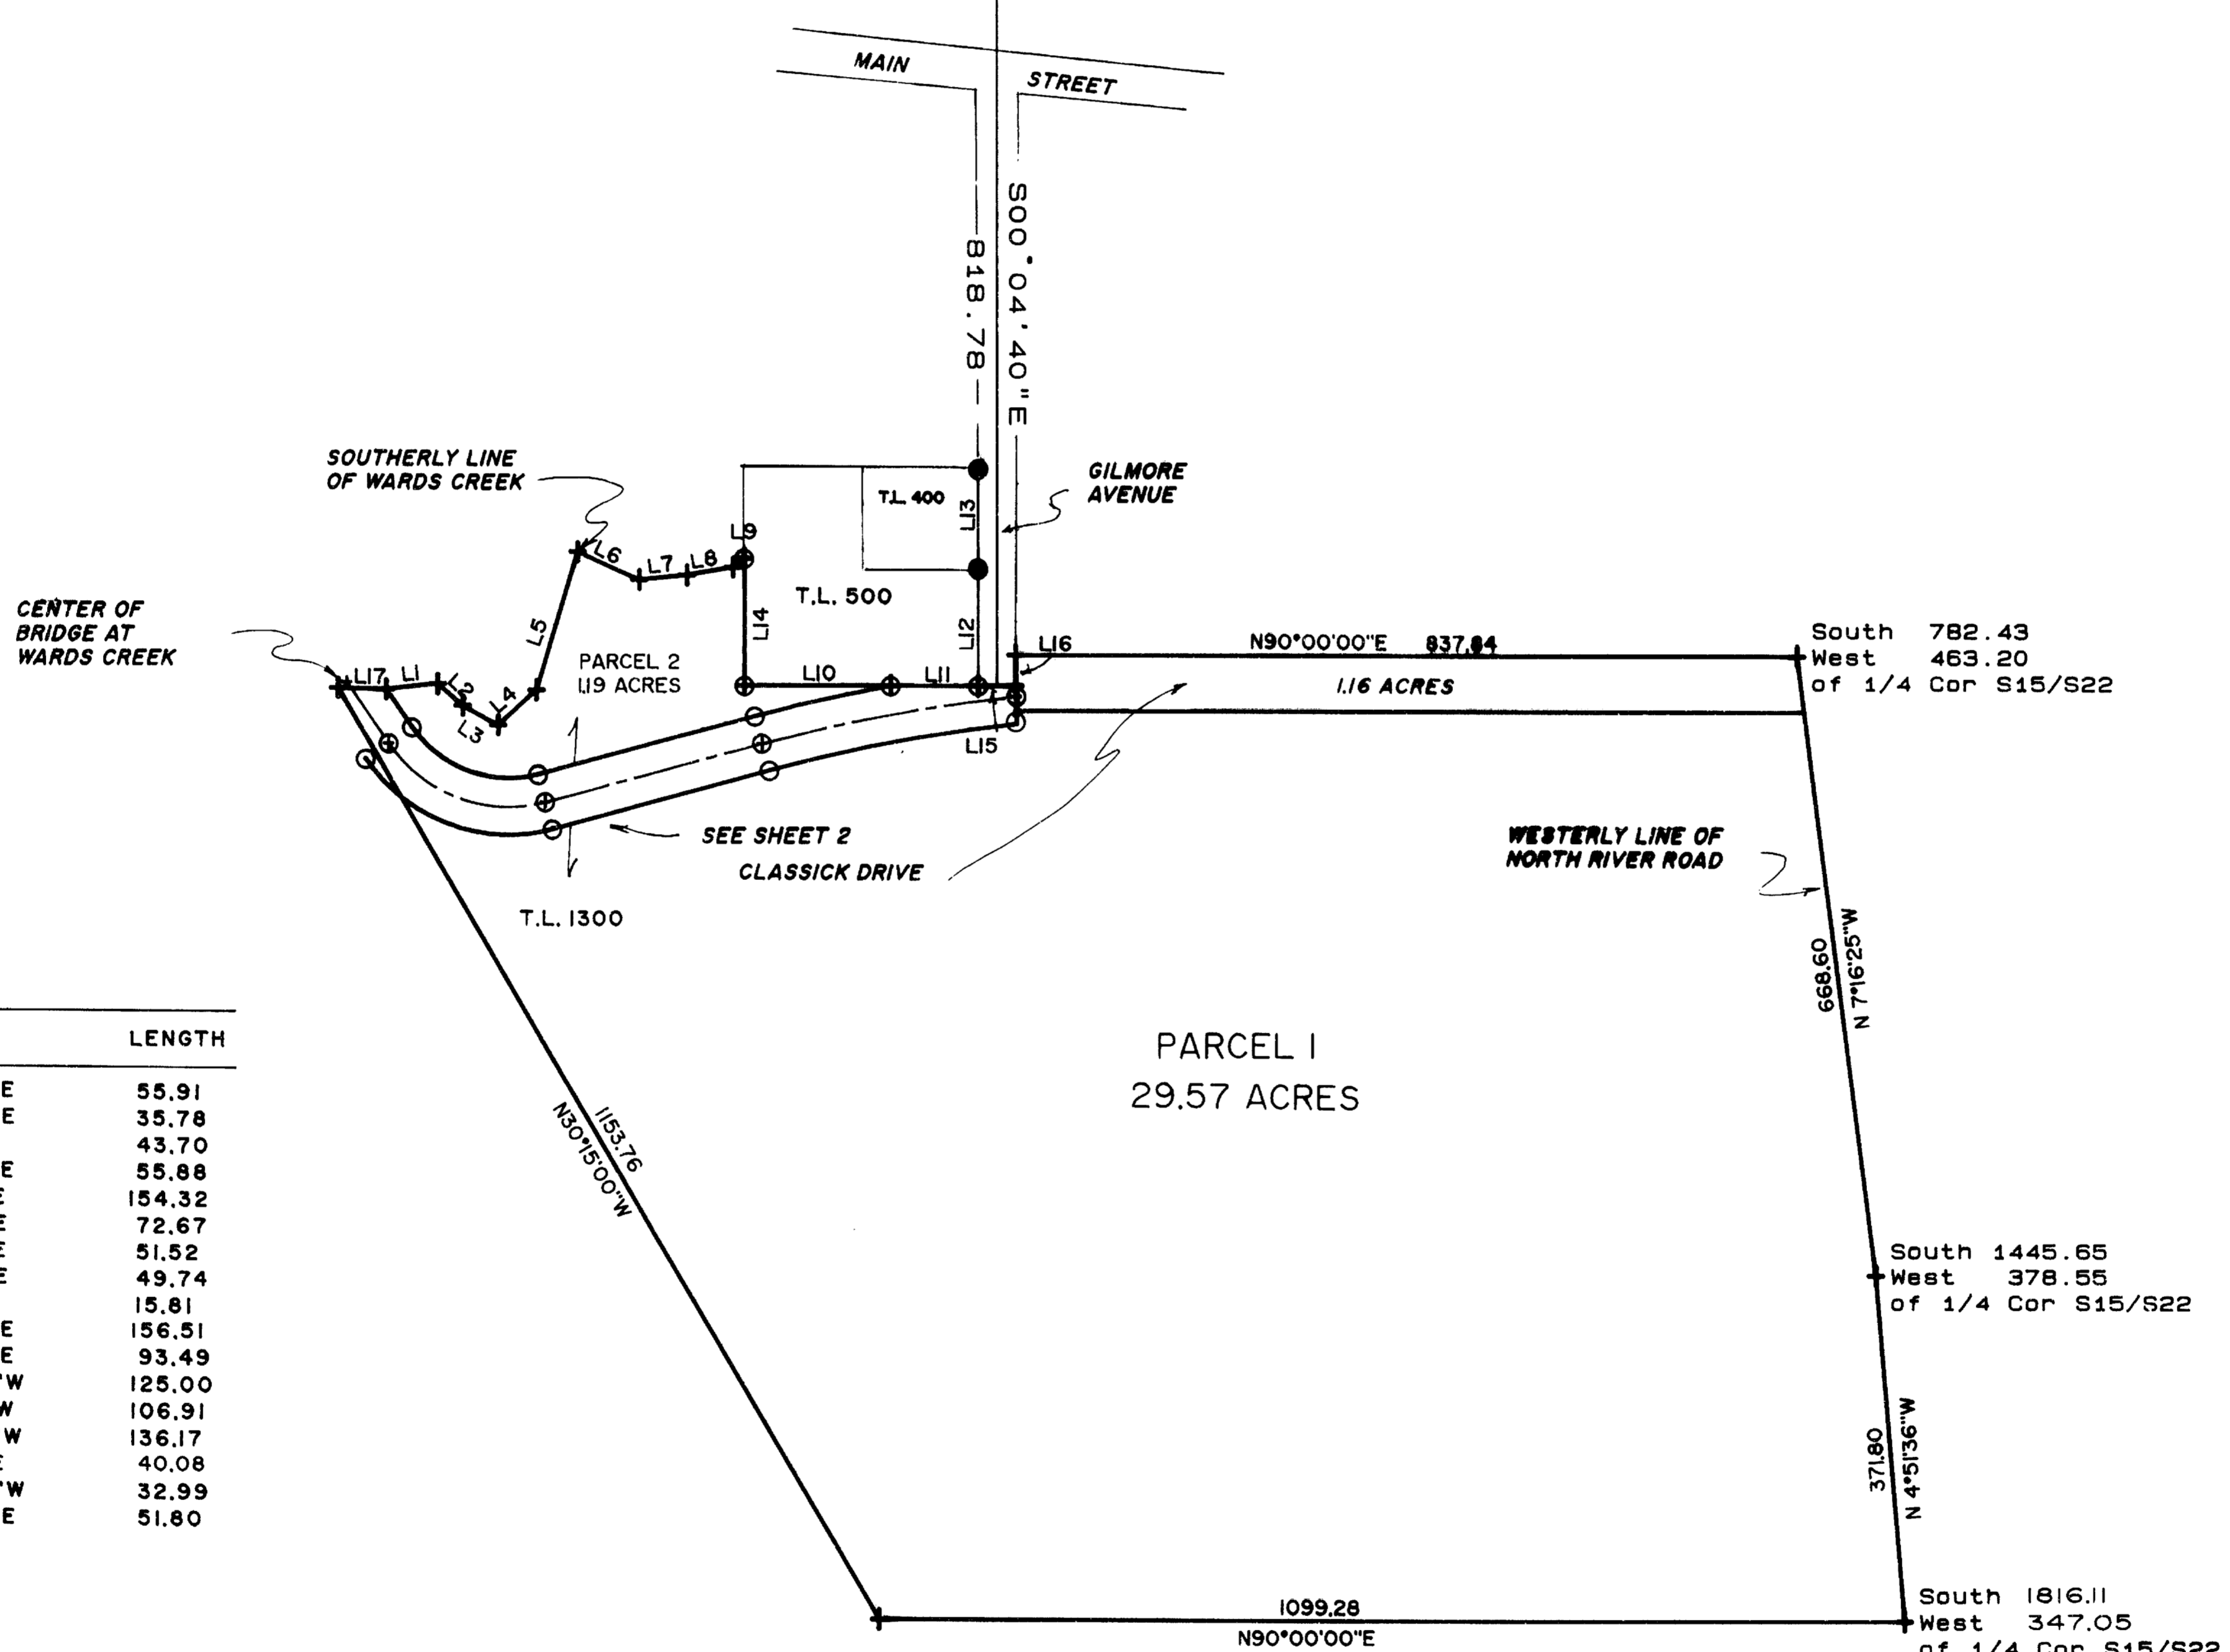 MAIN STREET
S00°04'40"E
818.78
SOUTHERLY LINE
OF WARDS CREEK
GILMORE
AVENUE
T.L. 400
L13
L9
L6
L7
L8
L5
L14
T.L. 500
L12
CENTER OF
BRIDGE AT
WARDS CREEK
L17
L1
L2
L3
L4
PARCEL 2
1.19 ACRES
L10
L11
L16
L15
N90°00'00"E 837.84
1.16 ACRES
South 782.43
West 463.20
of 1/4 Cor S15/S22
SEE SHEET 2
CLASSICK DRIVE
WESTERLY LINE OF
NORTH RIVER ROAD
T.L. 1300
668.60
N 7°16'25"W
PARCEL 1
29.57 ACRES
1153.76
N30°15'00"W
LENGTH
E 55.91
E 35.78
43.70
E 55.88
E 154.32
E 72.67
E 51.52
E 49.74
15.81
E 156.51
E 93.49
"W 125.00
W 106.91
W 136.17
E 40.08
"W 32.99
E 51.80
South 1445.65
West 378.55
of 1/4 Cor S15/S22
371.80
N 4°51'36"W
1099.28
N90°00'00"E
South 1816.11
West 347.05
of 1/4 Cor S15/S22